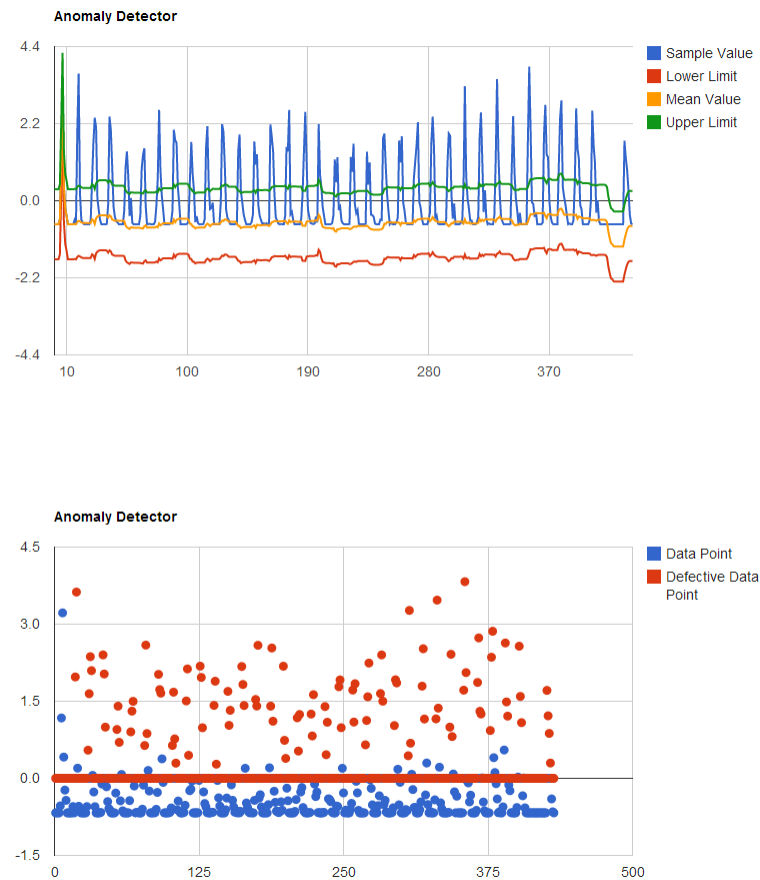 Anomaly Detector
4.4
2.2
0.0
-2.2
-4.4
10
100
190
280
370
Sample Value
Lower Limit
Mean Value
Upper Limit
Anomaly Detector
4.5
3.0
1.5
0.0
-1.5
0
125
250
375
500
Data Point
Defective Data
Point